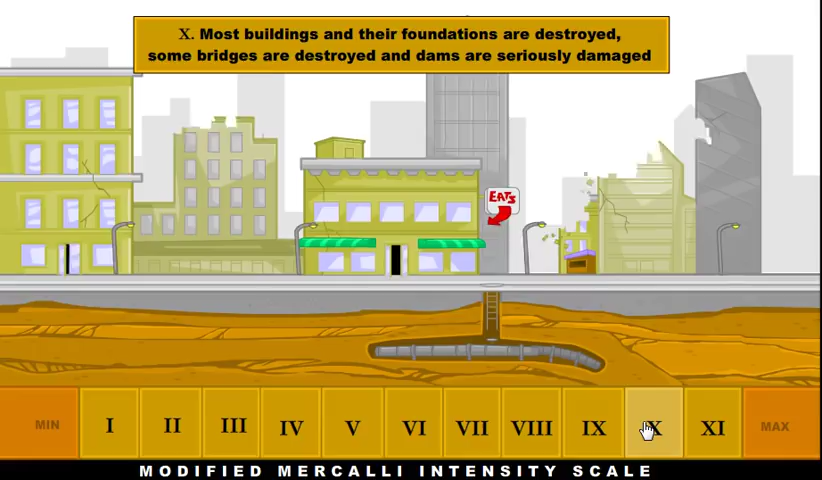 X. Most buildings and their foundations are destroyed,
some bridges are destroyed and dams are seriously damaged
EATS
MIN I II III IV V VI VII VIII IX X XI MAX
MODIFIED MERCALLI INTENSITY SCALE